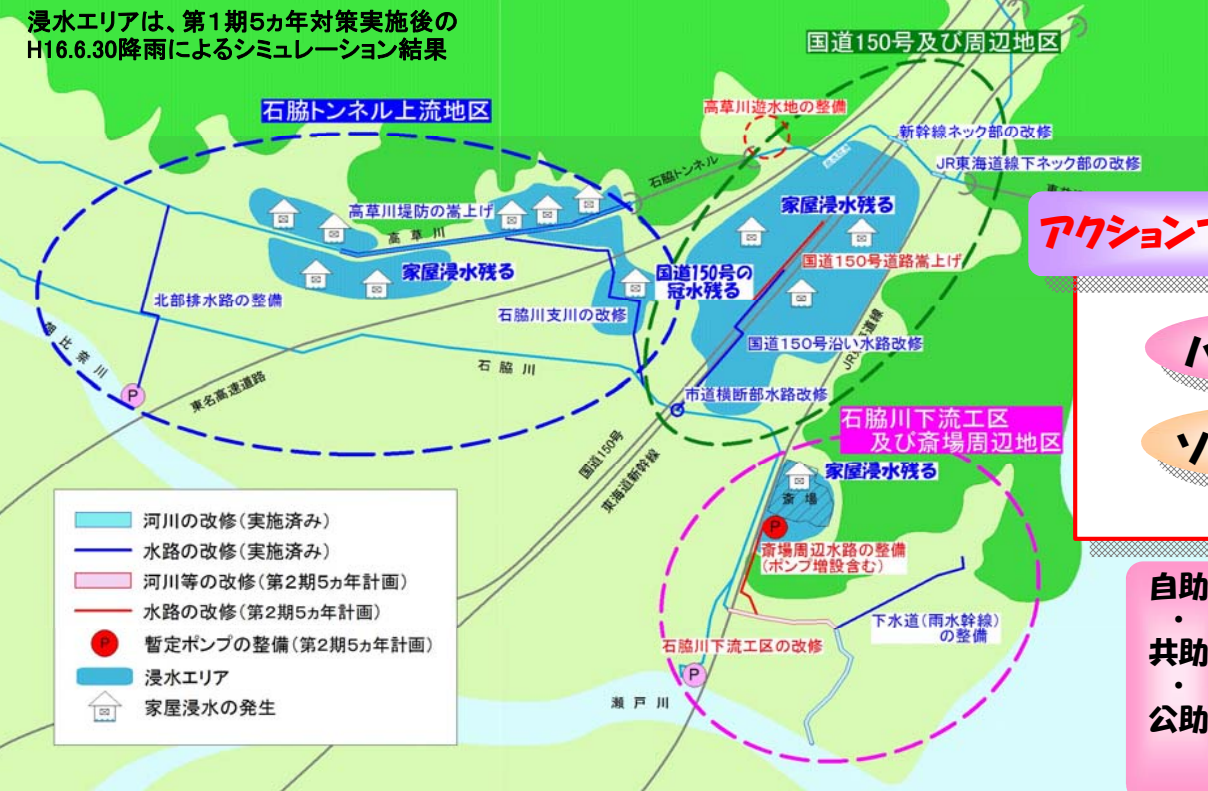 浸水エリアは、第1期5ヵ年対策実施後の
H16.6.30降雨によるシミュレーション結果
国道150号及び周辺地区
石脇トンネル上流地区
高草川遊水地の整備
新幹線ネック部の改修
JR東海道線下ネック部の改修
石脇トンネル
家屋浸水残る
高草川堤防の嵩上げ
高草川
家屋浸水残る
国道150号の
冠水残る
国道150号道路嵩上げ
北部排水路の整備
石脇川支川の改修
国道150号沿い水路改修
石脇川
東名高速道路
P
市道横断部水路改修
国道150号
東海道新幹線
石脇川下流工区
及び斎場周辺地区
家屋浸水残る
斎場
P
斎場周辺水路の整備
(ポンプ増設含む)
下水道(雨水幹線)
の整備
石脇川下流工区の改修
P
瀬戸川
河川の改修(実施済み)
水路の改修(実施済み)
河川等の改修(第2期5ヵ年計画)
水路の改修(第2期5ヵ年計画)
P
暫定ポンプの整備(第2期5ヵ年計画)
浸水エリア
家屋浸水の発生
アクション
自助
・
共助
・
公助